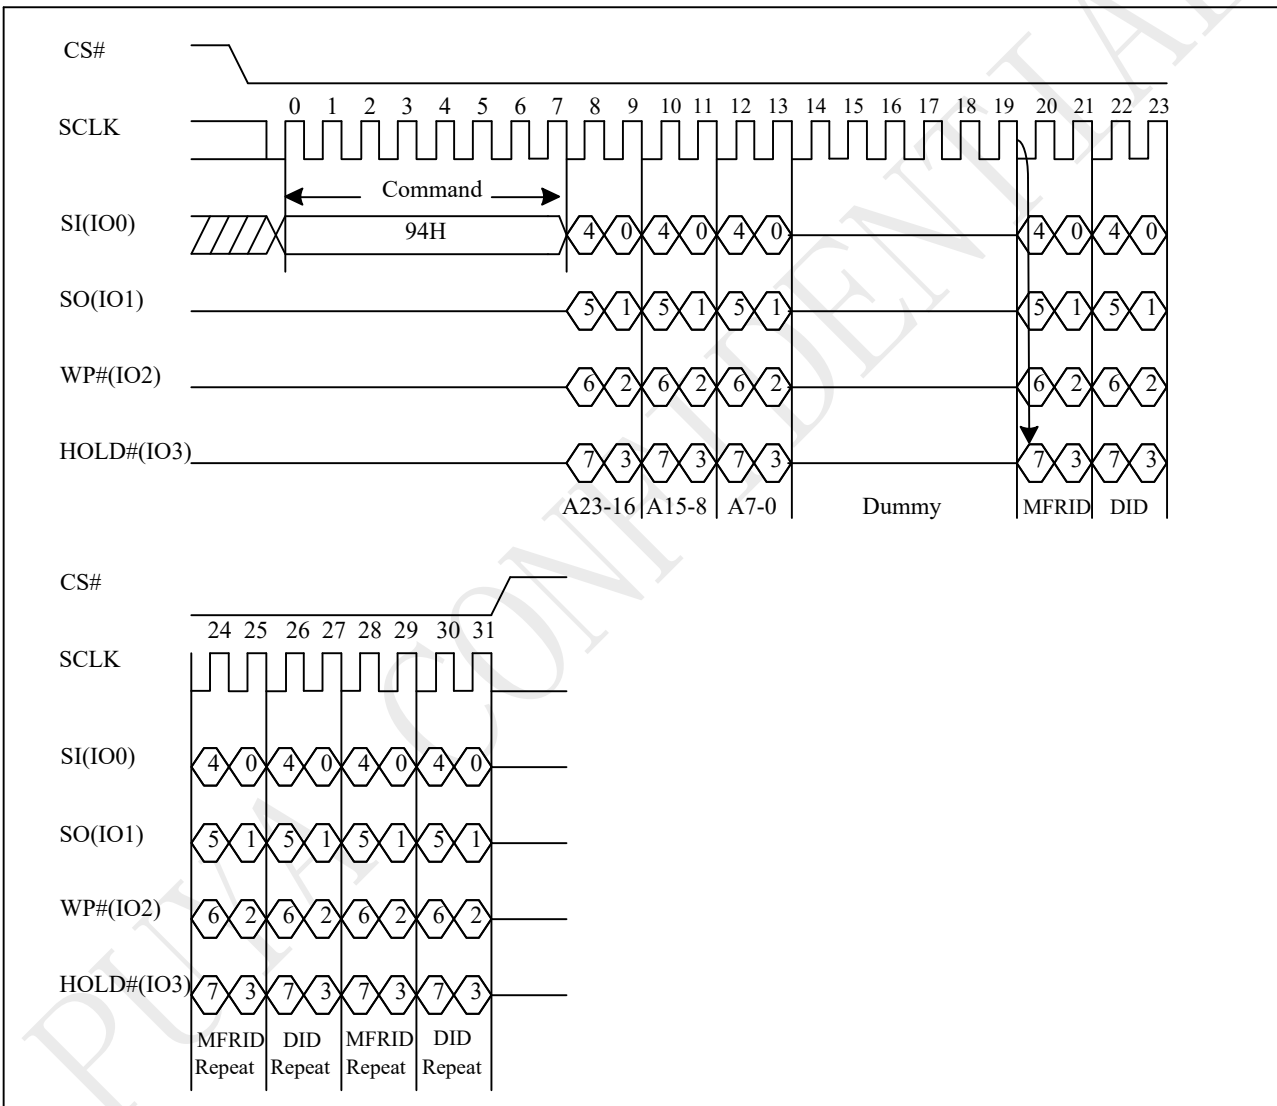 CS#
0 1 2 3 4 5 6 7 8 9 10 11 12 13 14 15 16 17 18 19 20 21 22 23
SCLK
Command
SI(IO0) 94H 4 0 4 0 4 0 4 0 4 0
SO(IO1) 5 1 5 1 5 1 5 1 5 1
WP#(IO2) 6 2 6 2 6 2 6 2 6 2
HOLD#(IO3) 7 3 7 3 7 3 7 3 7 3
A23-16 A15-8 A7-0 Dummy MFRID DID
CS#
24 25 26 27 28 29 30 31
SCLK
SI(IO0) 4 0 4 0 4 0 4 0
SO(IO1) 5 1 5 1 5 1 5 1
WP#(IO2) 6 2 6 2 6 2 6 2
HOLD#(IO3) 7 3 7 3 7 3 7 3
MFRID DID MFRID DID
Repeat Repeat Repeat Repeat
PUYA CONFIDENTIAL